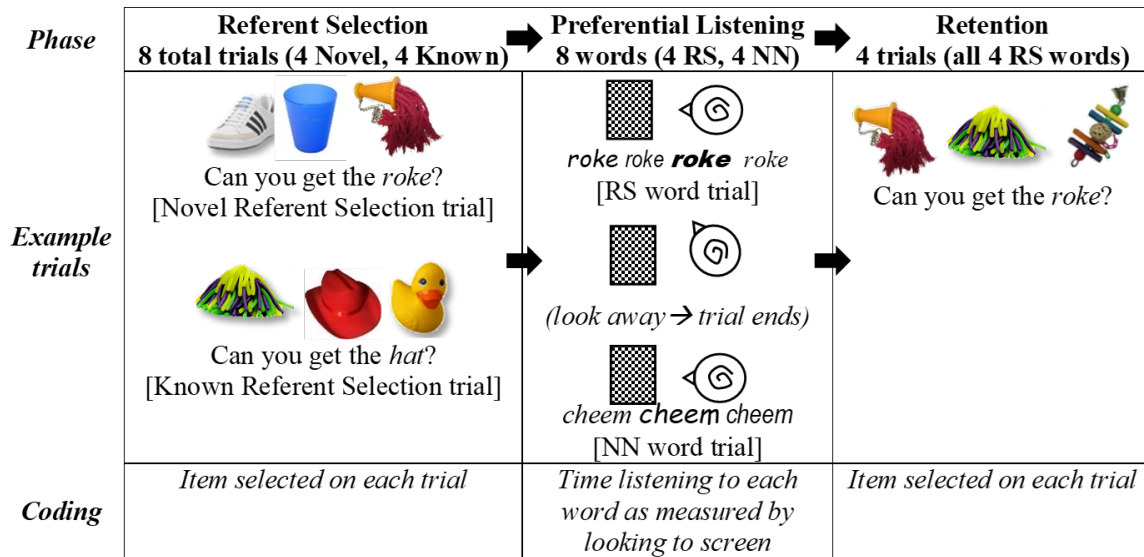 Phase
Referent Selection
8 total trials (4 Novel, 4 Known)
Preferential Listening
8 words (4 RS, 4 NN)
Retention
4 trials (all 4 RS words)
Example
trials
Can you get the roke?
[Novel Referent Selection trial]
Can you get the hat?
[Known Referent Selection trial]
roke roke roke roke
[RS word trial]
(look away→ trial ends)
cheem cheem cheem
[NN word trial]
Can you get the roke?
Coding
Item selected on each trial
Time listening to each
word as measured by
looking to screen
Item selected on each trial